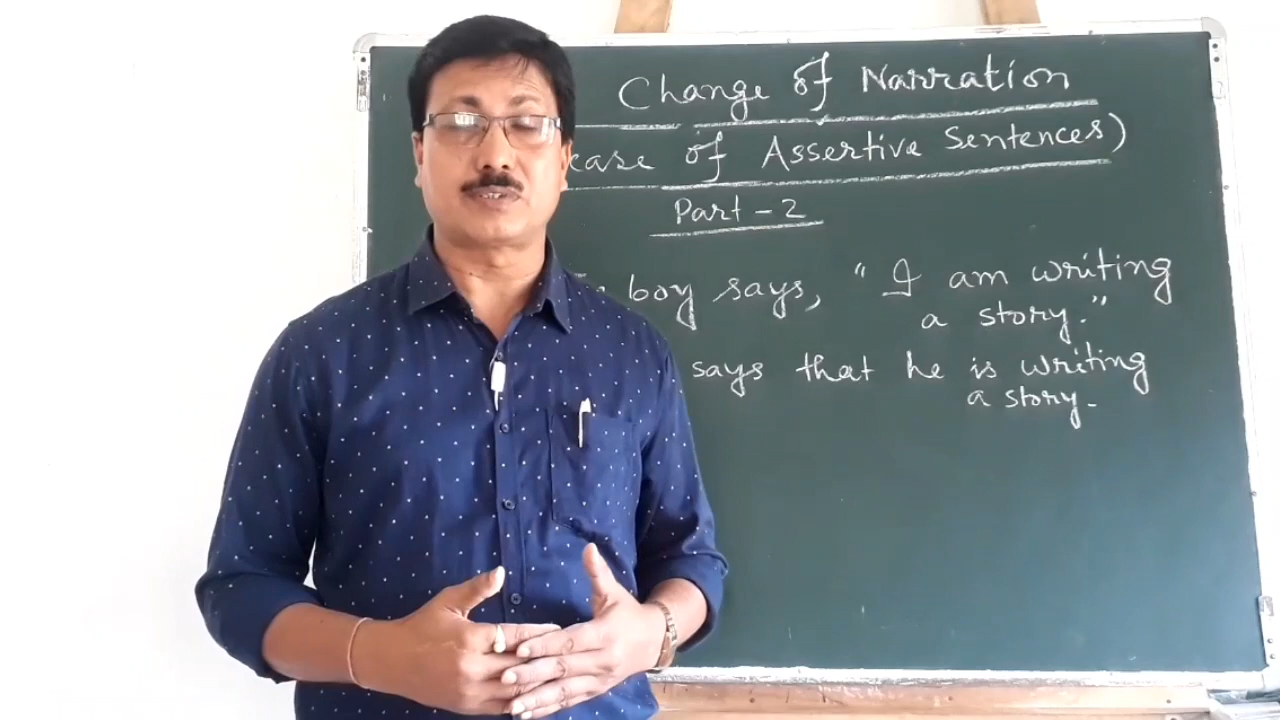 Change of Narration
case of Assertive Sentences)
Part - 2
boy says, "I am writing
a story."
says that he is writing
a story.